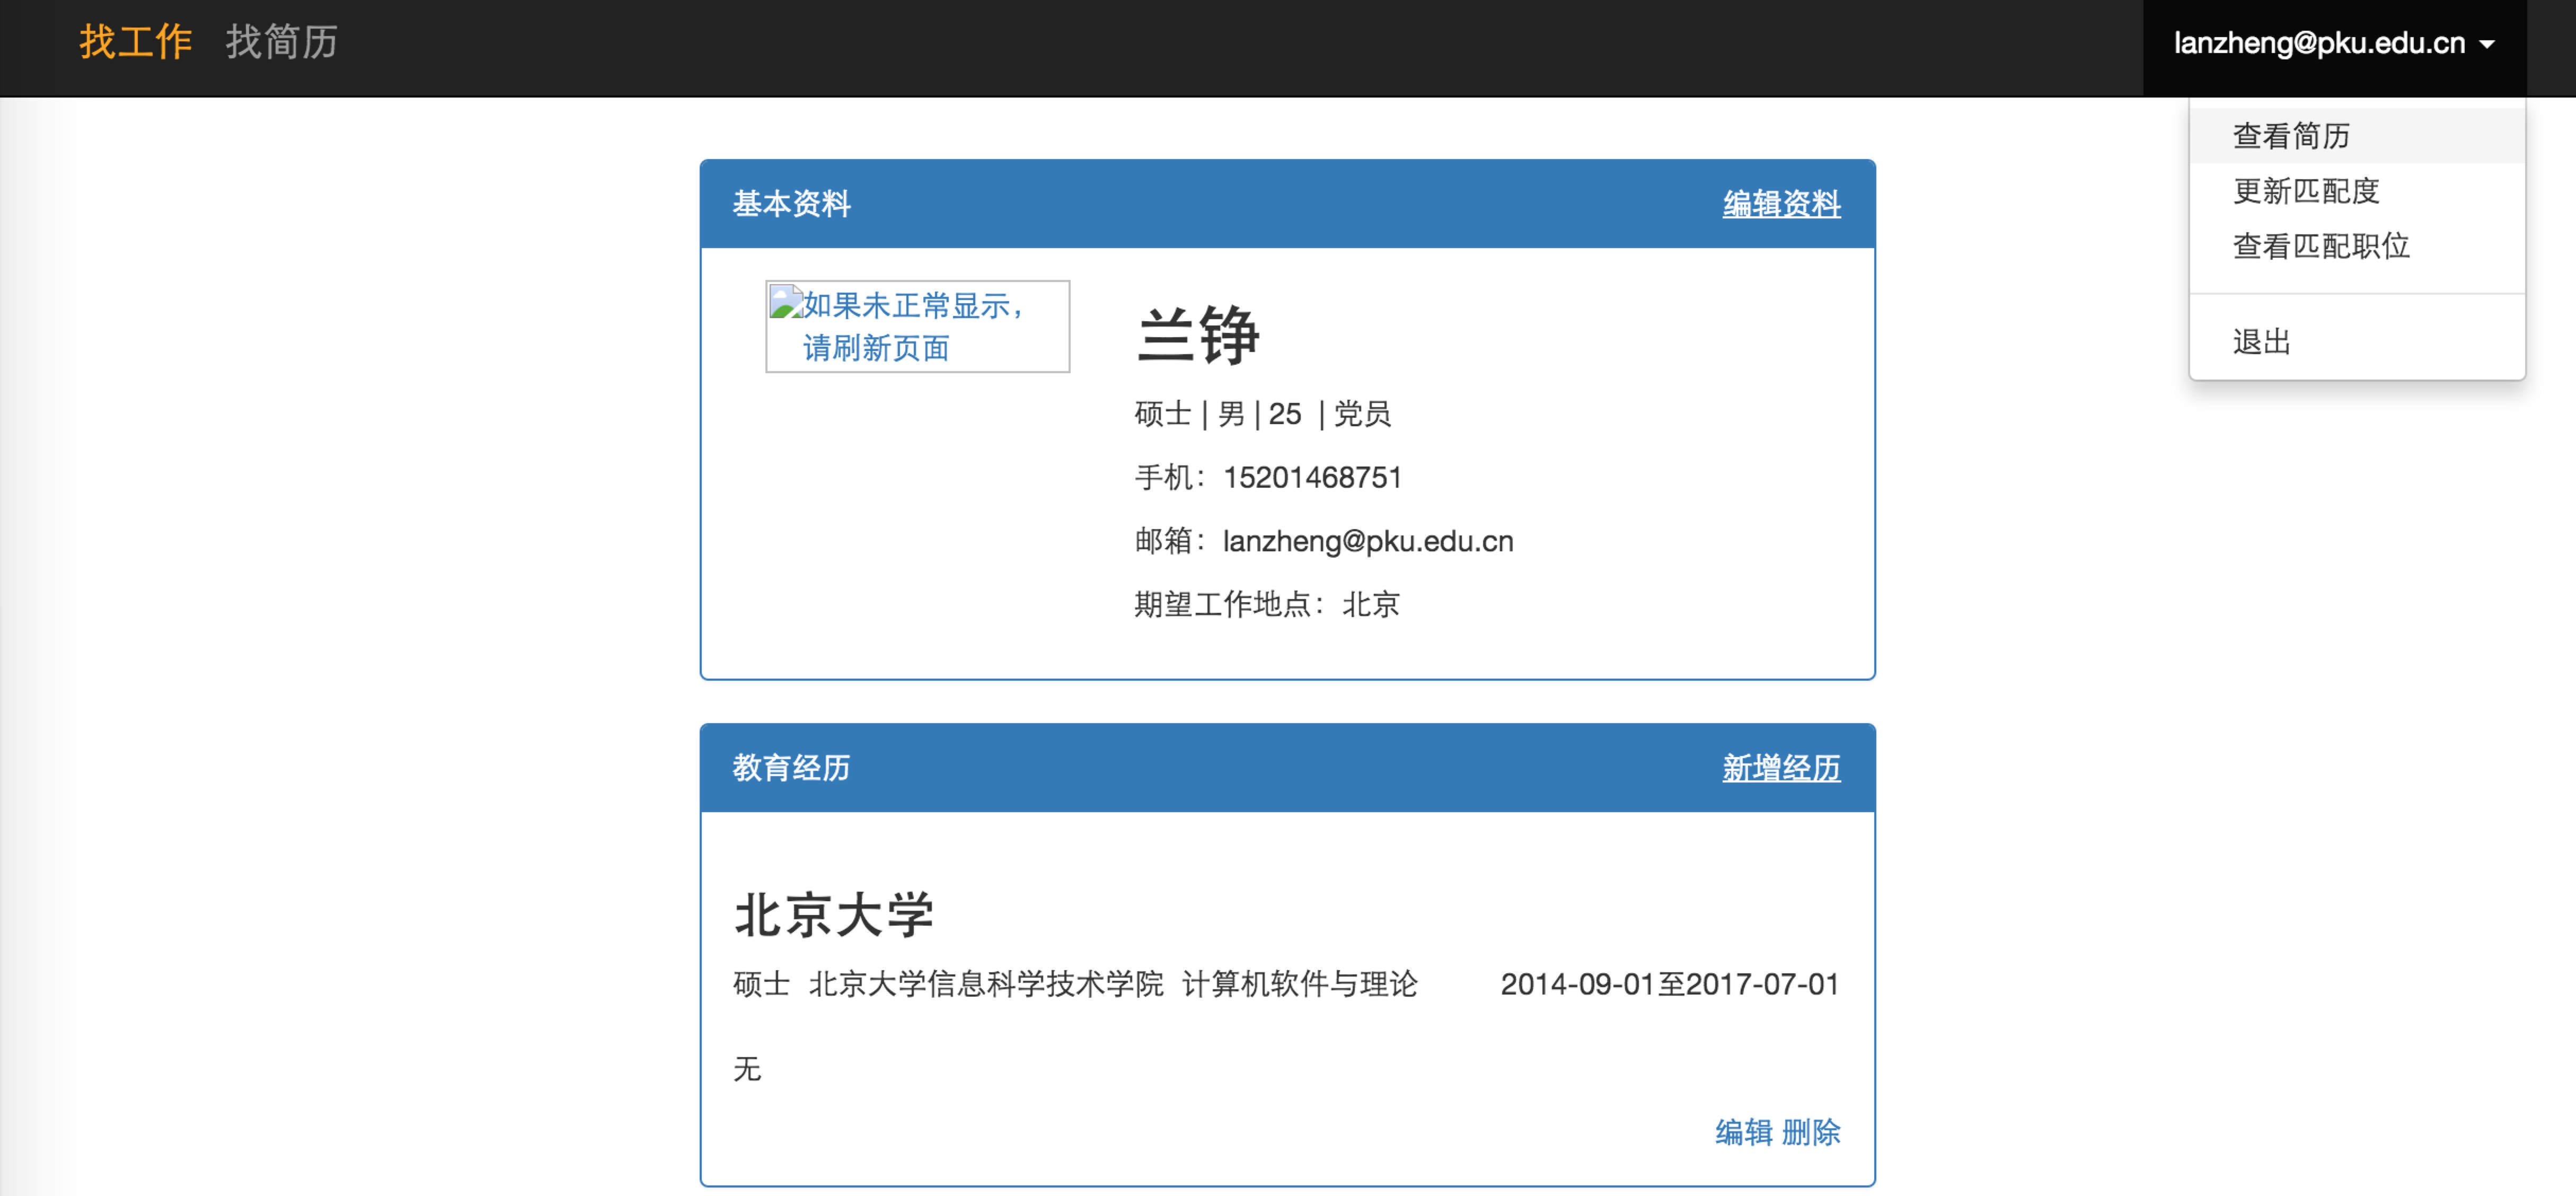 找工作 找简历 lanzheng@pku.edu.cn
查看简历
更新匹配度
查看匹配职位
退出
基本资料 编辑资料
如果未正常显示，
请刷新页面
兰铮
硕士 | 男 | 25 | 党员
手机：15201468751
邮箱：lanzheng@pku.edu.cn
期望工作地点：北京
教育经历 新增经历
北京大学
硕士 北京大学信息科学技术学院 计算机软件与理论 2014-09-01至2017-07-01
无
编辑 删除